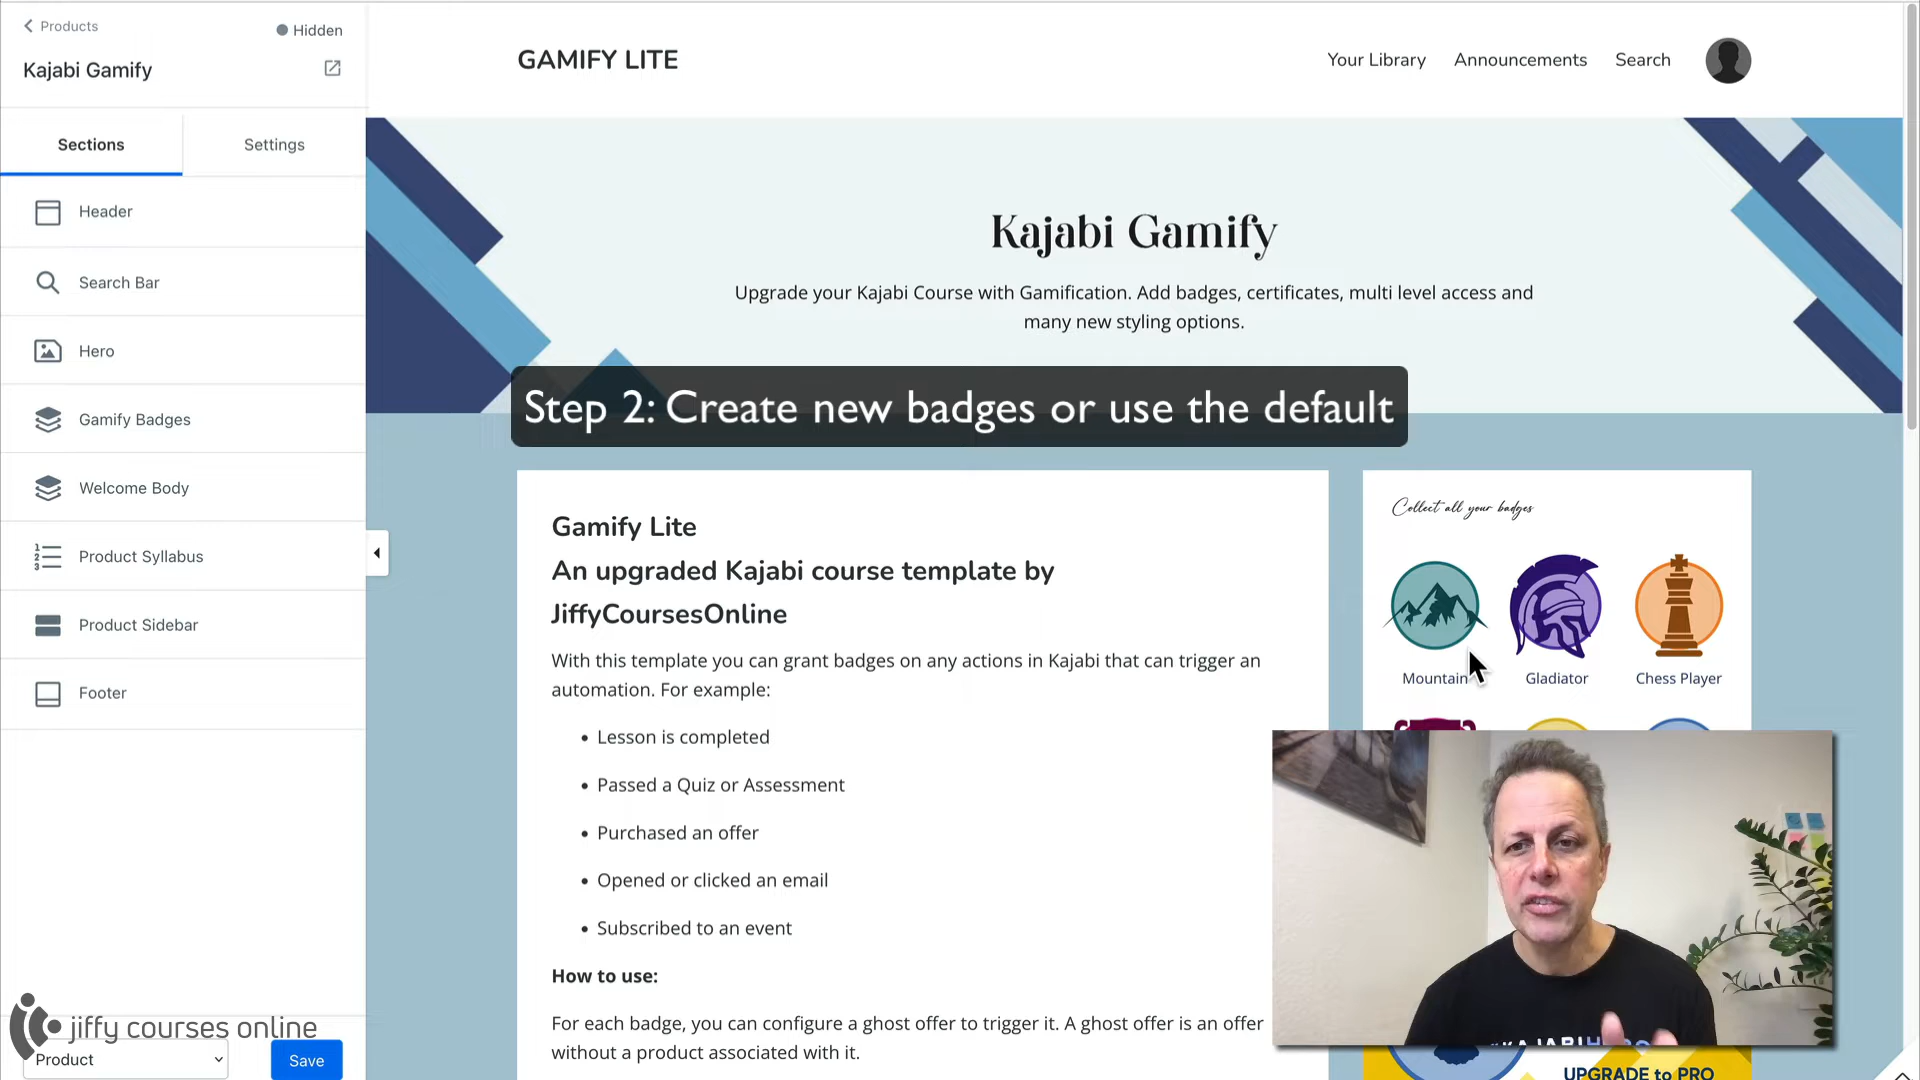 Products
Hidden
Kajabi Gamify
Sections
Settings
Header
Search Bar
Hero
Gamify Badges
Welcome Body
1
2
3
Product Syllabus
Product Sidebar
Footer
jiffy courses online
Product
Save
GAMIFY LITE
Your Library
Announcements
Search
Kajabi Gamify
Upgrade your Kajabi Course with Gamification. Add badges, certificates, multi level access and
many new styling options.
Step 2: Create new badges or use the default
Gamify Lite
An upgraded Kajabi course template by
JiffyCoursesOnline
With this template you can grant badges on any actions in Kajabi that can trigger an
automation. For example:
Lesson is completed
Passed a Quiz or Assessment
Purchased an offer
Opened or clicked an email
Subscribed to an event
How to use:
For each badge, you can configure a ghost offer to trigger it. A ghost offer is an offer
without a product associated with it.
Collect all your badges
Mountain
Gladiator
Chess Player
UPGRADE to PRO